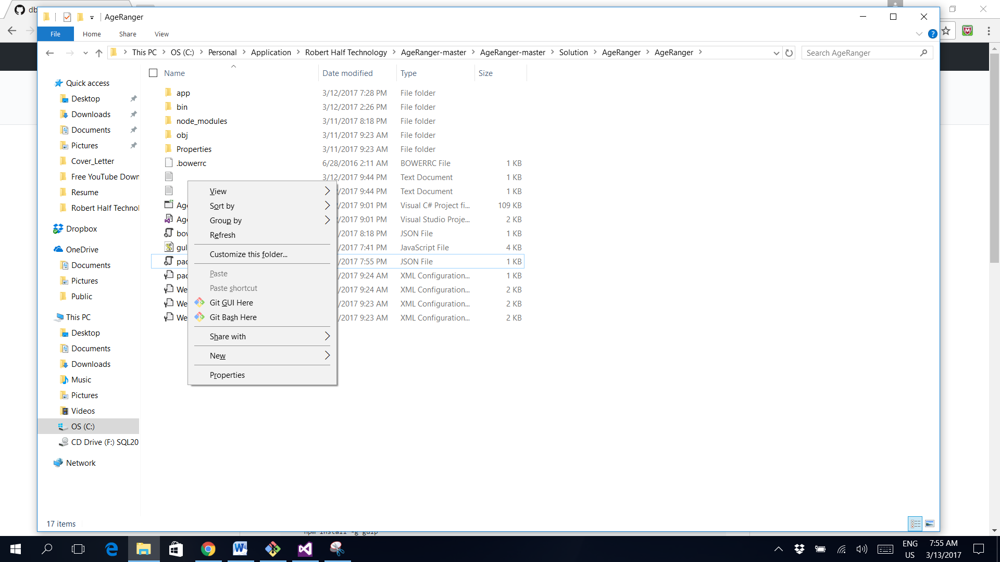 db
AgeRanger
File Home Share View
This PC OS (C:) Personal Application Robert Half Technology AgeRanger-master AgeRanger-master Solution AgeRanger AgeRanger
Search AgeRanger
Name Date modified Type Size
Quick access
Desktop
Downloads
Documents
Pictures
Cover_Letter
Free YouTube Down
Resume
Robert Half Technol
Dropbox
OneDrive
Documents
Pictures
Public
This PC
Desktop
Documents
Downloads
Music
Pictures
Videos
OS (C:)
CD Drive (F:) SQL20
Network
app 3/12/2017 7:28 PM File folder
bin 3/12/2017 2:26 PM File folder
node_modules 3/11/2017 8:18 PM File folder
obj 3/11/2017 9:23 AM File folder
Properties 3/11/2017 9:23 AM File folder
.bowerrc 6/28/2016 2:11 AM BOWERRC File 1 KB
3/12/2017 9:44 PM Text Document 1 KB
2/2017 9:44 PM Text Document 1 KB
Age 2/2017 9:01 PM Visual C# Project fi... 109 KB
Age 2/2017 9:01 PM Visual Studio Proje... 2 KB
bow /2017 8:18 PM JSON File 1 KB
gul /2017 7:41 PM JavaScript File 4 KB
pac /2017 7:55 PM JSON File 1 KB
pac /2017 9:24 AM XML Configuration... 1 KB
We /2017 9:24 AM XML Configuration... 2 KB
We /2017 9:23 AM XML Configuration... 2 KB
We /2017 9:23 AM XML Configuration... 2 KB
View
Sort by
Group by
Refresh
Customize this folder...
Paste
Paste shortcut
Git GUI Here
Git Bash Here
Share with
New
Properties
17 items
npm install -g gulp
ENG
US
7:55 AM
3/13/2017